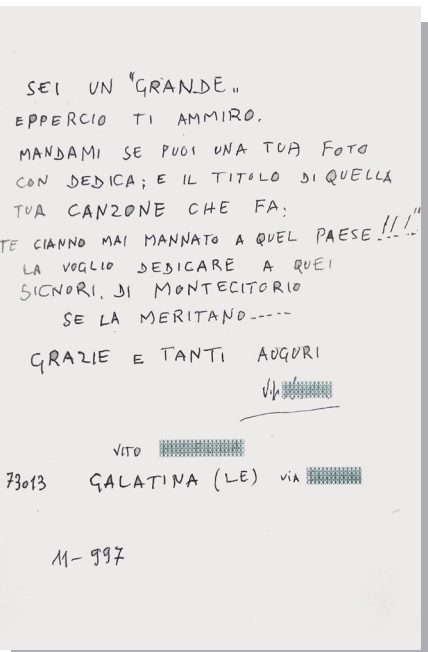 SEI UN "GRANDE"
EPPERCIO TI AMMIRO.
MANDAMI SE PUOI UNA TUA FOTO
CON DEDICA; E IL TITOLO DI QUELLA
TUA CANZONE CHE FA:
TE CIANNO MAI MANNATO A QUEL PAESE!!!"
LA VOGLIO DEDICARE A QUEI
SIGNORI, DI MONTECITORIO
SE LA MERITANO-----
GRAZIE E TANTI AUGURI
VITO
73013 GALATINA (LE) VIA
11-997